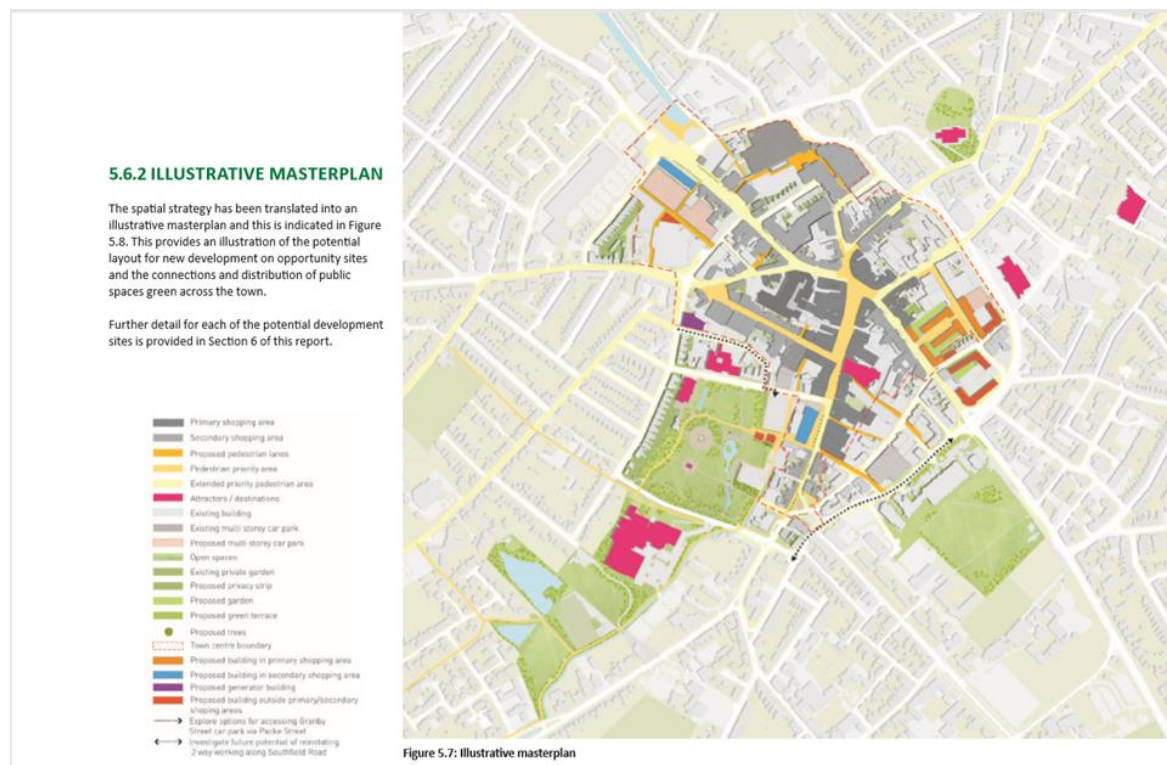 5.6.2 ILLUSTRATIVE MASTERPLAN
The spatial strategy has been translated into an
illustrative masterplan and this is indicated in Figure
5.8. This provides an illustration of the potential
layout for new development on opportunity sites
and the connections and distribution of public
spaces green across the town.
Further detail for each of the potential development
sites is provided in Section 6 of this report.
Primary shopping area
Secondary shopping area
Proposed pedestrian lanes
Pedestrian priority area
Extended priority pedestrian area
Attractors / destinations
Existing building
Existing multi storey car park
Proposed multi storey car park
Open spaces
Existing private garden
Proposed privacy strip
Proposed garden
Proposed green terrace
Proposed trees
Town centre boundary
Proposed building in primary shopping area
Proposed building in secondary shopping area
Proposed generator building
Proposed buildng outside primary/secondary
shoping areas
Explore options for accessing Granby
Street car park via Packe Street
Investigate future potential of reinstating
2 way working along Southfield Road
Figure 5.7: Illustrative masterplan